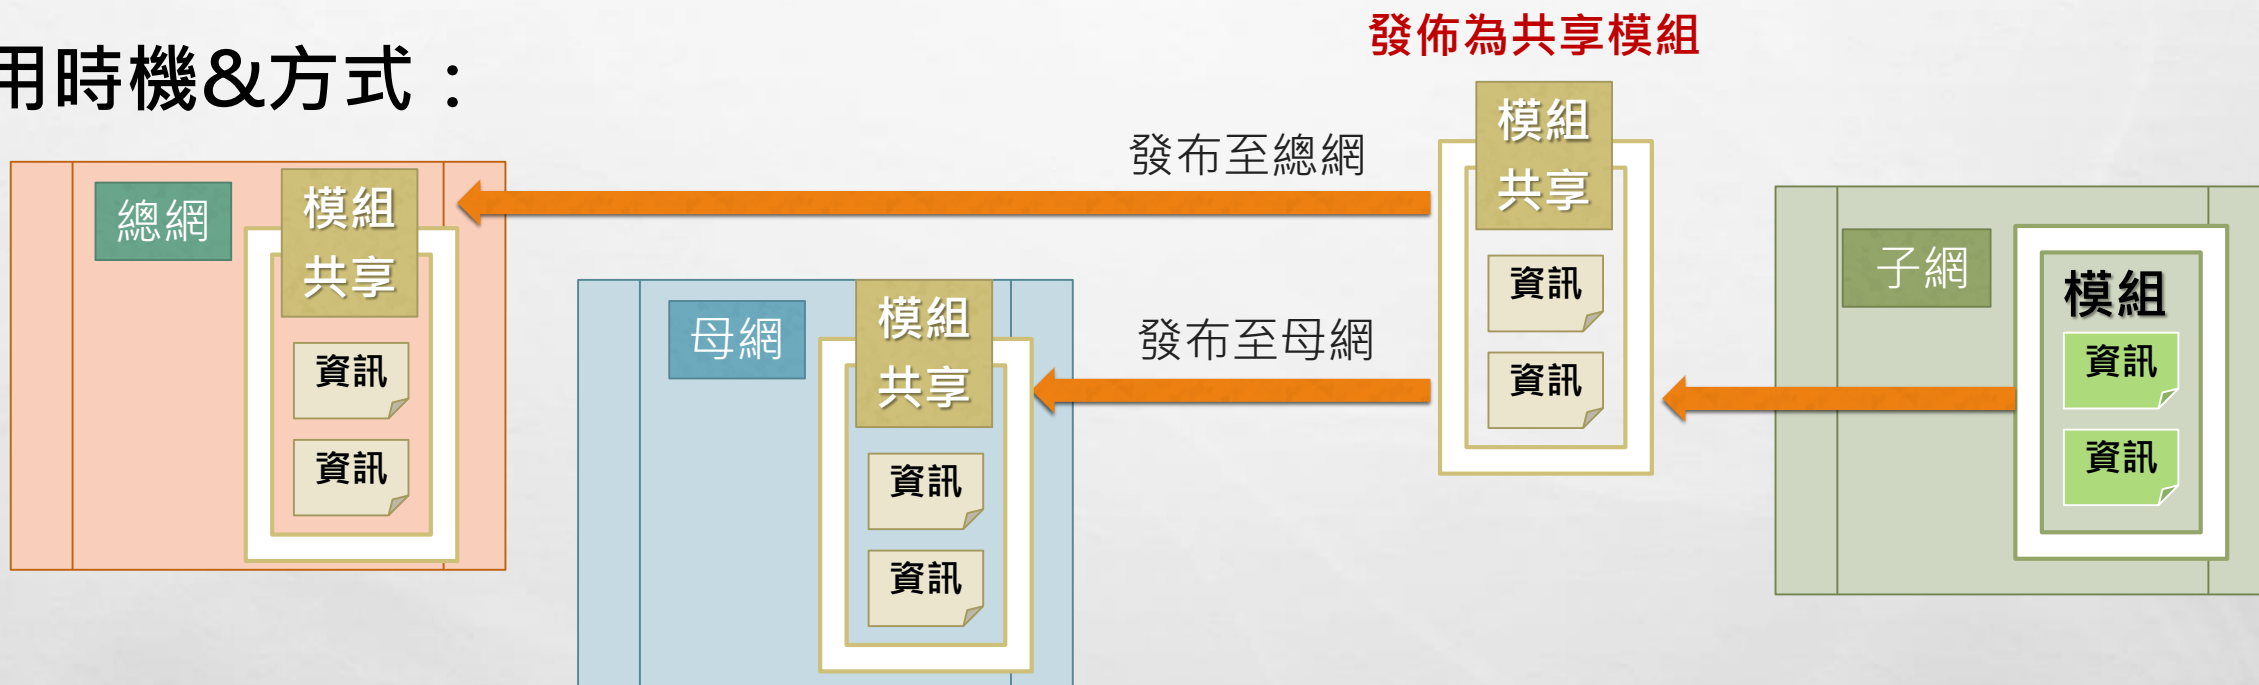 發佈為共享模組
用時機&方式：
模組
共享
資訊
資訊
發布至總網
總網
模組
共享
資訊
資訊
母網
模組
共享
資訊
資訊
發布至母網
子網
模組
資訊
資訊